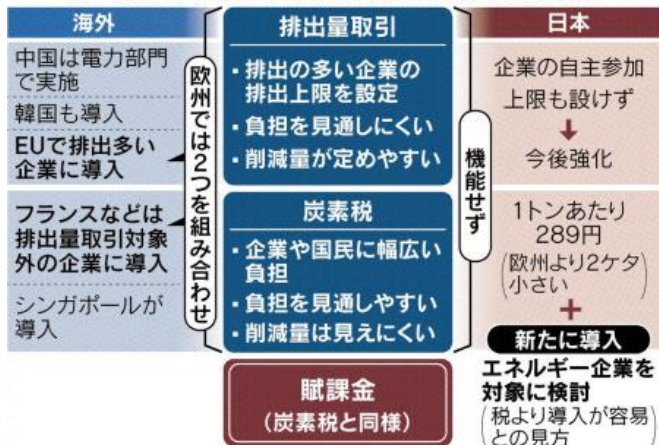 海外
中国は電力部門
で実施
韓国も導入
EUで排出多い
企業に導入
フランスなどは
排出量取引対象
外の企業に導入
シンガポールが
導入
欧州では2つを組み合わせ
排出量取引
・排出の多い企業の
排出上限を設定
・負担を見通しにくい
・削減量が定めやすい
炭素税
・企業や国民に幅広い
負担
・負担を見通しやすい
・削減量は見えにくい
賦課金
(炭素税と同様)
機能せず
日本
企業の自主参加
上限も設けず
今後強化
1トンあたり
289円
(欧州より2ケタ
小さい)
+
新たに導入
エネルギー企業を
対象に検討
(税より導入が容易
との見方)